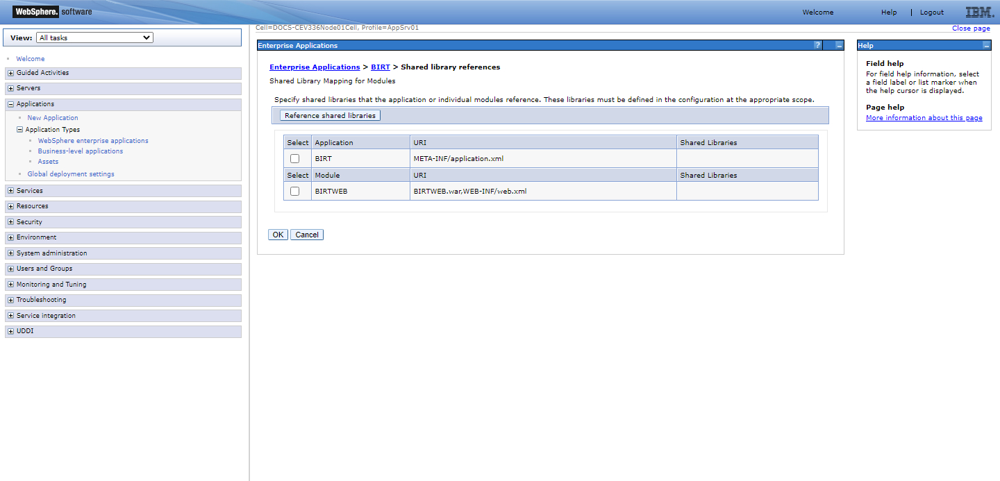 WebSphere. software
Welcome Help | Logout IBM.
View: All tasks
Cell=DOCS-CEV336Node01Cell, Profile=AppSrv01
Close page
Welcome
Guided Activities
Servers
Applications
New Application
Application Types
WebSphere enterprise applications
Business-level applications
Assets
Global deployment settings
Services
Resources
Security
Environment
System administration
Users and Groups
Monitoring and Tuning
Troubleshooting
Service integration
UDDI
Enterprise Applications ? _
Enterprise Applications > BIRT > Shared library references
Shared Library Mapping for Modules
Specify shared libraries that the application or individual modules reference. These libraries must be defined in the configuration at the appropriate scope.
Reference shared libraries
Select Application URI Shared Libraries
BIRT META-INF/application.xml
Select Module URI Shared Libraries
BIRTWEB BIRTWEB.war,WEB-INF/web.xml
OK Cancel
Help _
Field help
For field help information, select
a field label or list marker when
the help cursor is displayed.
Page help
More information about this page